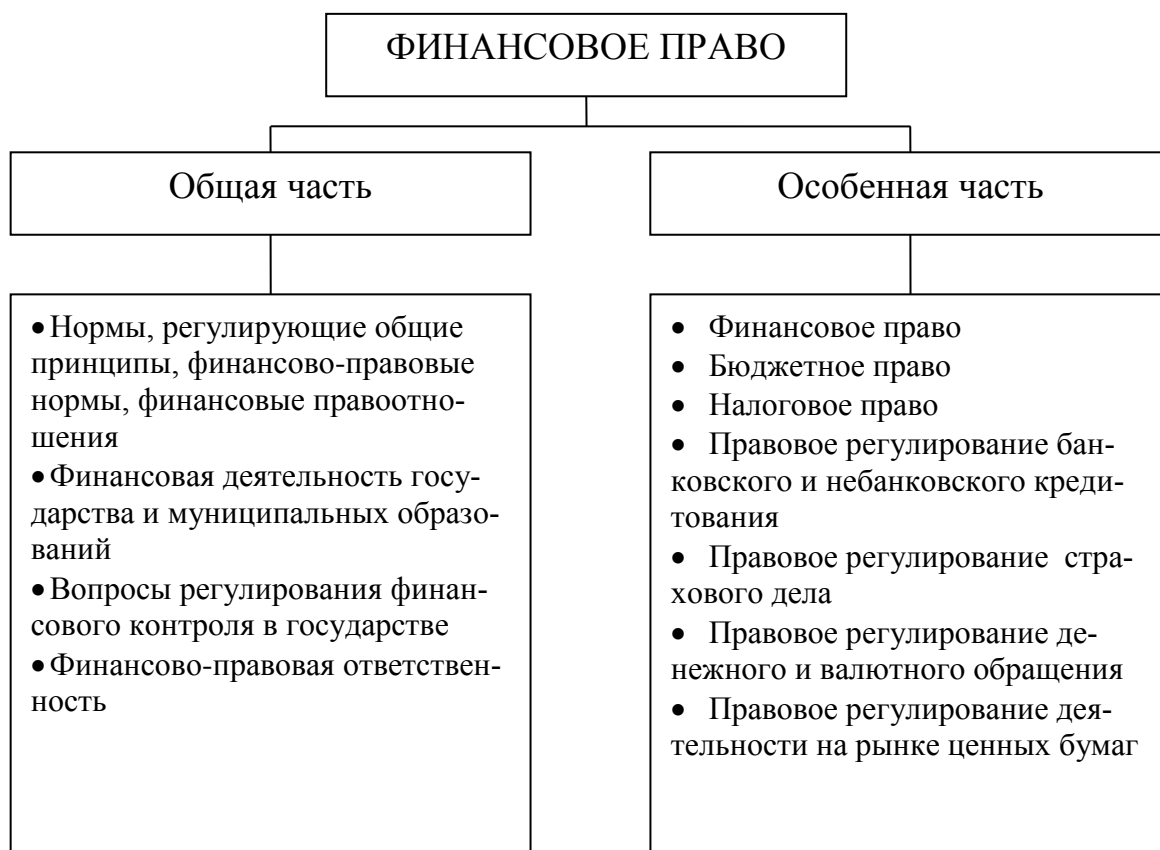 ФИНАНСОВОЕ ПРАВО
Общая часть
• Нормы, регулирующие общие
принципы, финансово-правовые
нормы, финансовые правоотно-
шения
• Финансовая деятельность госу-
дарства и муниципальных образо-
ваний
• Вопросы регулирования финан-
сового контроля в государстве
• Финансово-правовая ответствен-
ность
Особенная часть
• Финансовое право
• Бюджетное право
• Налоговое право
• Правовое регулирование бан-
ковского и небанковского креди-
тования
• Правовое регулирование стра-
хового дела
• Правовое регулирование де-
нежного и валютного обращения
• Правовое регулирование дея-
тельности на рынке ценных бумаг